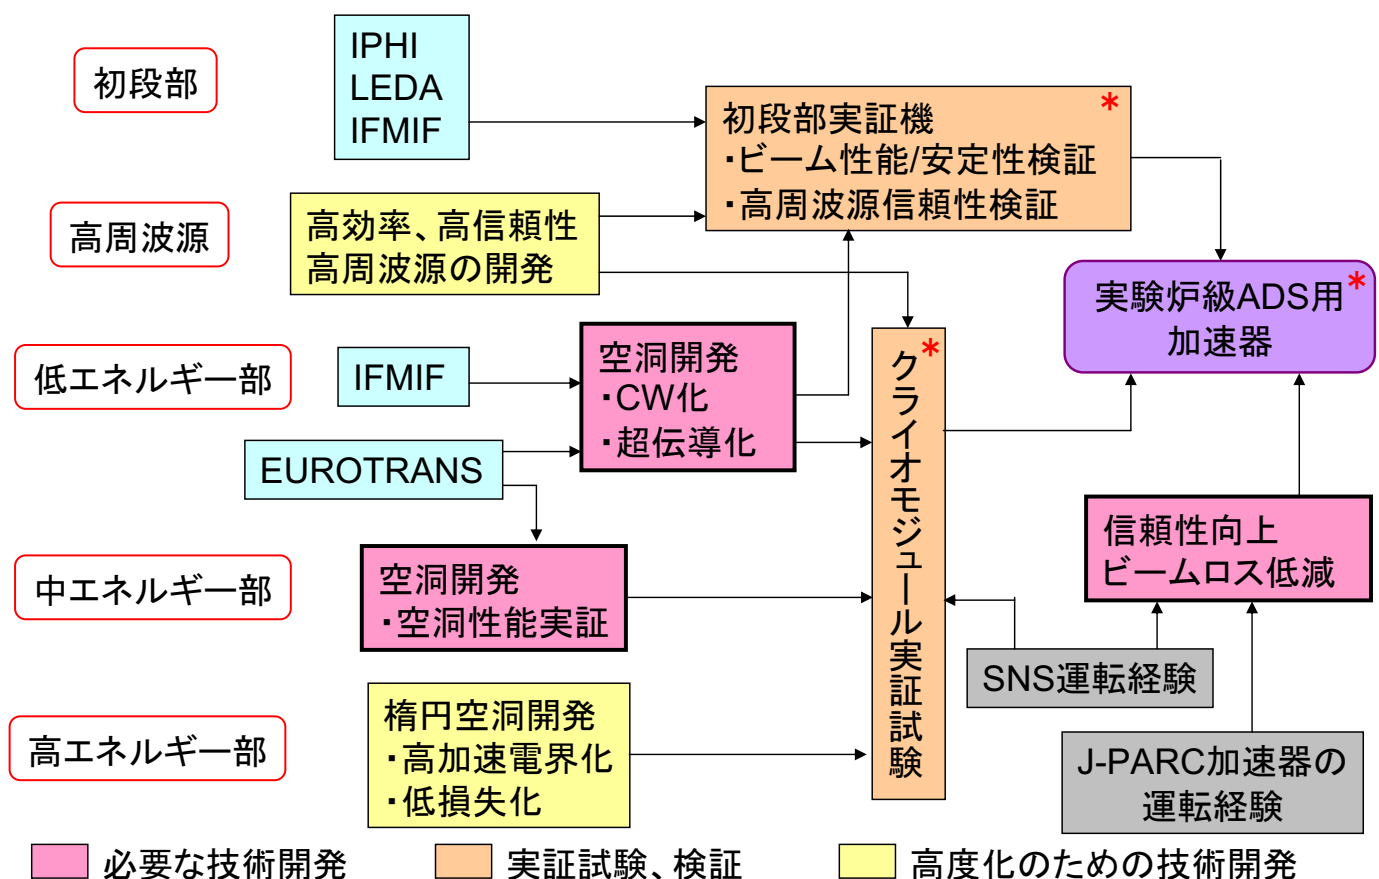 初段部
IPHI
LEDA
IFMIF
初段部実証機
・ビーム性能/安定性検証
・高周波源信頼性検証
*
高周波源
高効率、高信頼性
高周波源の開発
実験炉級ADS用
加速器
*
低エネルギー部
IFMIF
空洞開発
・CW化
・超伝導化
クライオモジュール実証試験
*
EUROTRANS
信頼性向上
ビームロス低減
中エネルギー部
空洞開発
・空洞性能実証
SNS運転経験
高エネルギー部
楕円空洞開発
・高加速電界化
・低損失化
J-PARC加速器の
運転経験
必要な技術開発
実証試験、検証
高度化のための技術開発